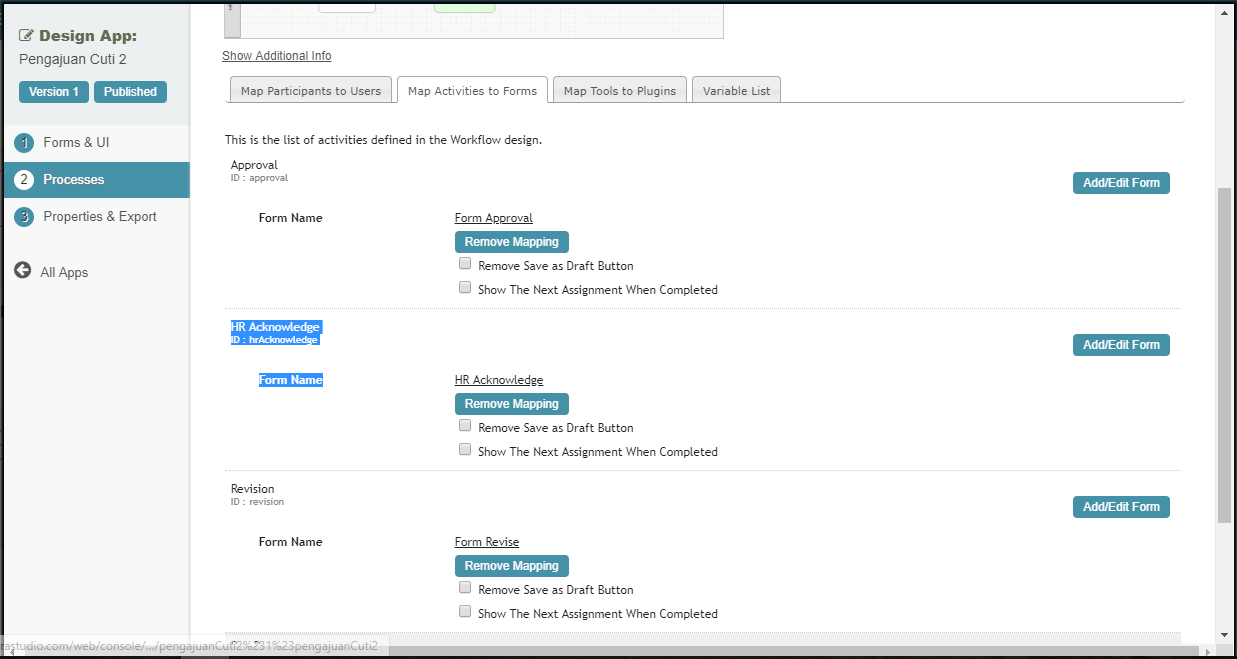 Design App:
Pengajuan Cuti 2
Version 1 Published
1 Forms & UI
2 Processes
3 Properties & Export
All Apps
Show Additional Info
Map Participants to Users Map Activities to Forms Map Tools to Plugins Variable List
This is the list of activities defined in the Workflow design.
Approval
ID : approval
Add/Edit Form
Form Name Form Approval
Remove Mapping
Remove Save as Draft Button
Show The Next Assignment When Completed
HR Acknowledge
ID : hrAcknowledge
Add/Edit Form
Form Name HR Acknowledge
Remove Mapping
Remove Save as Draft Button
Show The Next Assignment When Completed
Revision
ID : revision
Add/Edit Form
Form Name Form Revise
Remove Mapping
Remove Save as Draft Button
Show The Next Assignment When Completed
rastudio.com/web/console/.../pengajuanCuti2%231%23pengajuanCuti2